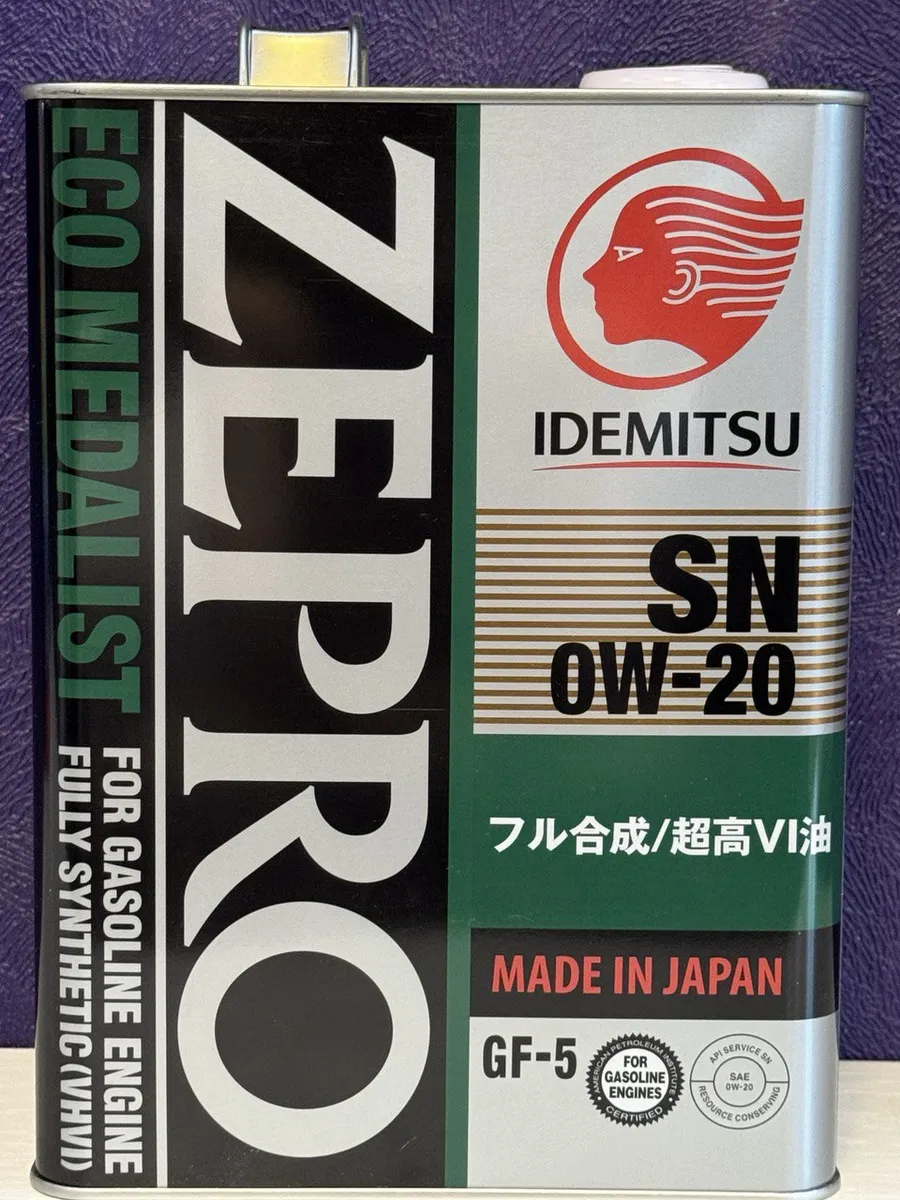 ECO MEDALIST
FOR GASOLINE ENGINE
FULLY SYNTHETIC (VHVI)
ZEPRO
IDEMITSU
SN
0W-20
フル合成/超高VI油
MADE IN JAPAN
GF-5
AMERICAN PETROLEUM INSTITUTE
FOR
GASOLINE
ENGINES
CERTIFIED
API SERVICE SN
SAE
0W-20
RESOURCE CONSERVING